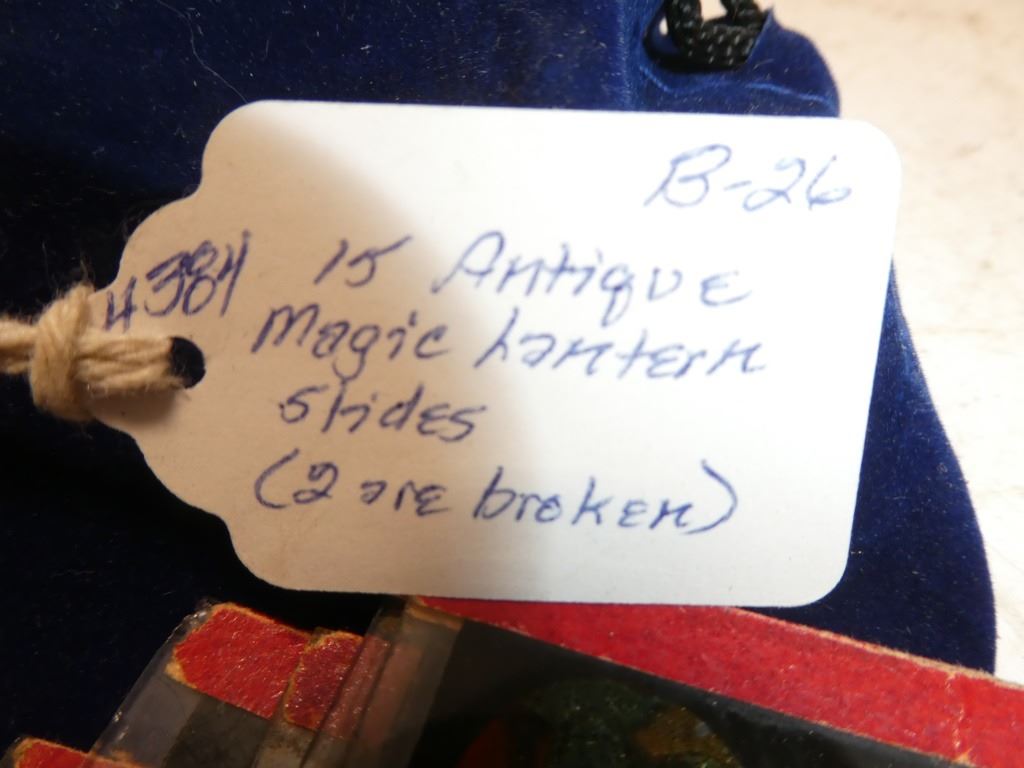 B-26
4384 15 Antique
Magic Lantern
Slides
(2 are broken)